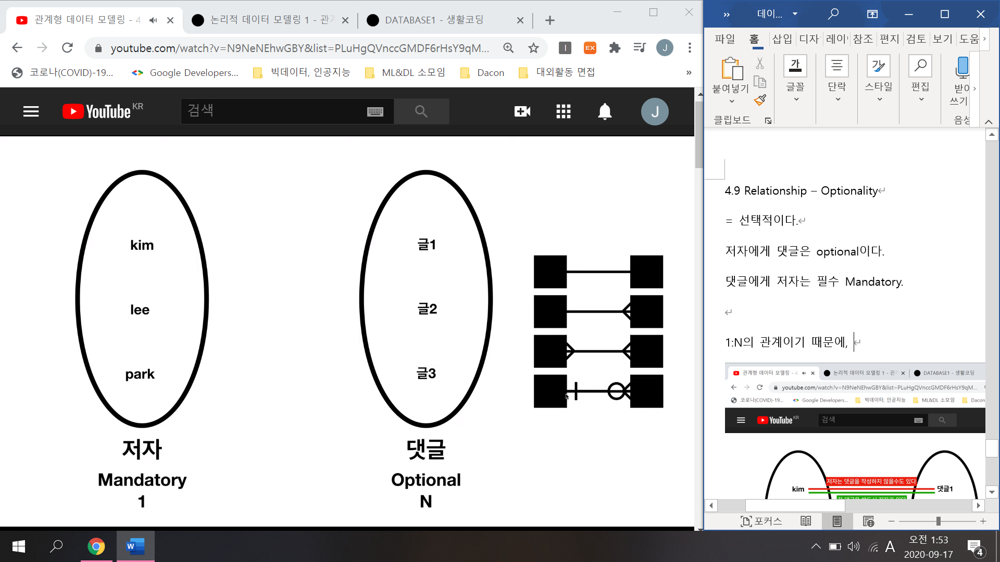 관계형 데이터 모델링 - 4
논리적 데이터 모델링 1 - 관
DATABASE1 - 생활코딩
youtube.com/watch?v=N9NeNEhwGBY&list=PLuHgQVnccGMDF6rHsY9qM...
EX
J
코로나(COVID)-19...
Google Developers...
빅데이터, 인공지능
ML&DL 소모임
Dacon
대외활동 면접
»
YouTube KR
검색
J
kim
lee
park
저자
Mandatory
1
글1
글2
글3
댓글
Optional
N
데이...
파일 홈 삽입 디자 레이 참조 편지 검토 보기 도움
붙여넣기
클립보드
가
글꼴
단락
가
스타일
편집
받아
쓰기
음성
4.9 Relationship – Optionality
= 선택적이다.
저자에게 댓글은 optional이다.
댓글에게 저자는 필수 Mandatory.
1:N의 관계이기 때문에,
관계형 데이터 모델링 - 4
논리적 데이터 모델링 1 - 관
DATABASE1 - 생활코딩
youtube.com/watch?v=N9NeNEhwGBY&list=PLuHgQVnccGMDF6rHsY9qM...
코로나(COVID)-19...
Google Developers...
빅데이터, 인공지능
ML&DL 소모임
Dacon
YouTube KR
검색
저자는 댓글을 작성하지 않을수도 있다
kim
댓글1
포커스
W
A
오전 1:53
2020-09-17
4